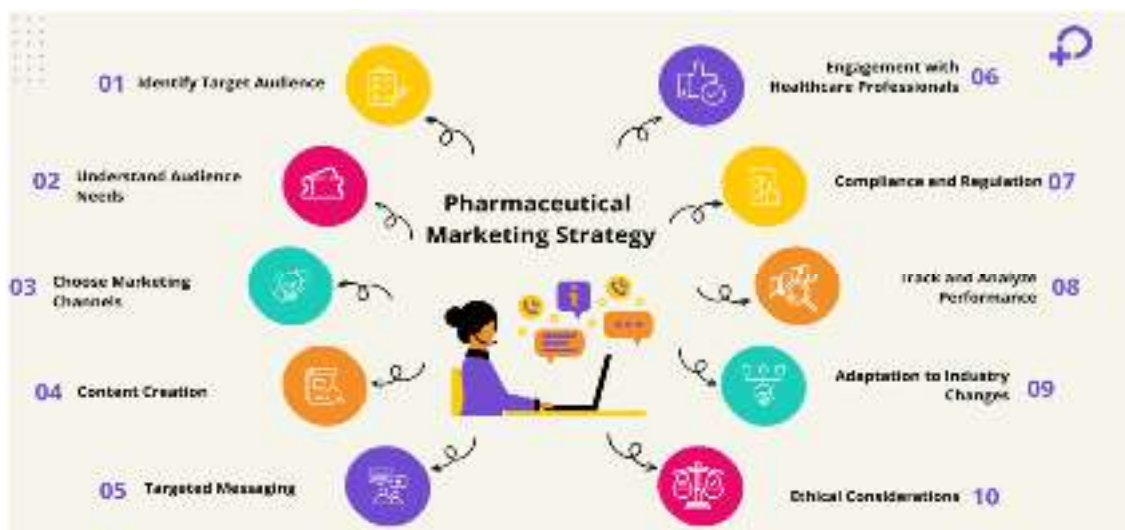 Pharmaceutical
Marketing Strategy
01 Identify Target Audience
02 Understand Audience
Needs
03 Choose Marketing
Channels
04 Content Creation
05 Targeted Messaging
Engagement with
Healthcare Professionals 06
Compliance and Regulation 07
Track and Analyze
Performance 08
Adaptation to Industry
Changes 09
Ethical Considerations 10